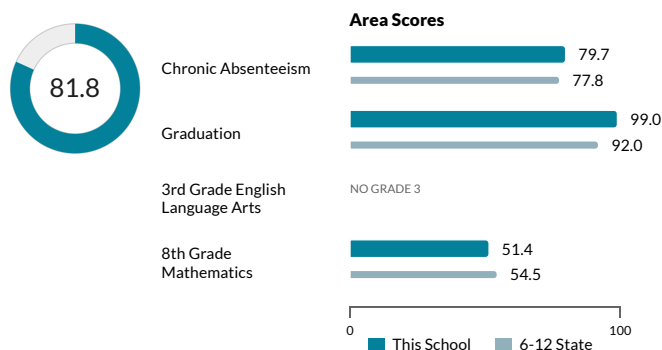 Area Scores
81.8
Chronic Absenteeism
79.7
77.8
Graduation
99.0
92.0
3rd Grade English
Language Arts
NO GRADE 3
8th Grade
Mathematics
51.4
54.5
0
100
This School
6-12 State